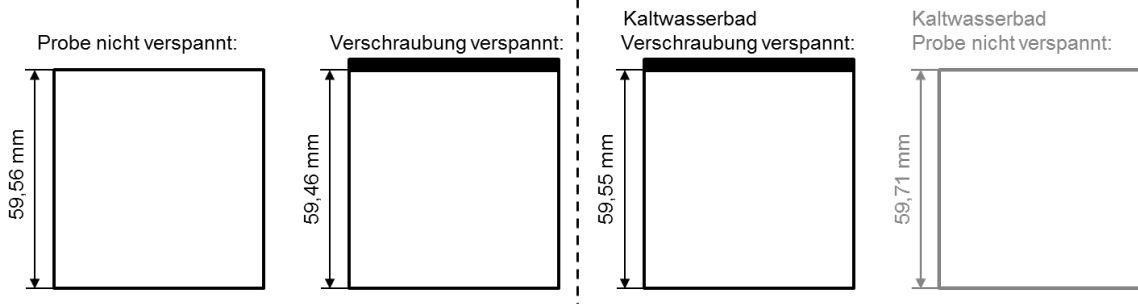 Probe nicht verspannt:
59,56 mm
Verschraubung verspannt:
59,46 mm
Kaltwasserbad
Verschraubung verspannt:
59,55 mm
Kaltwasserbad
Probe nicht verspannt:
59,71 mm